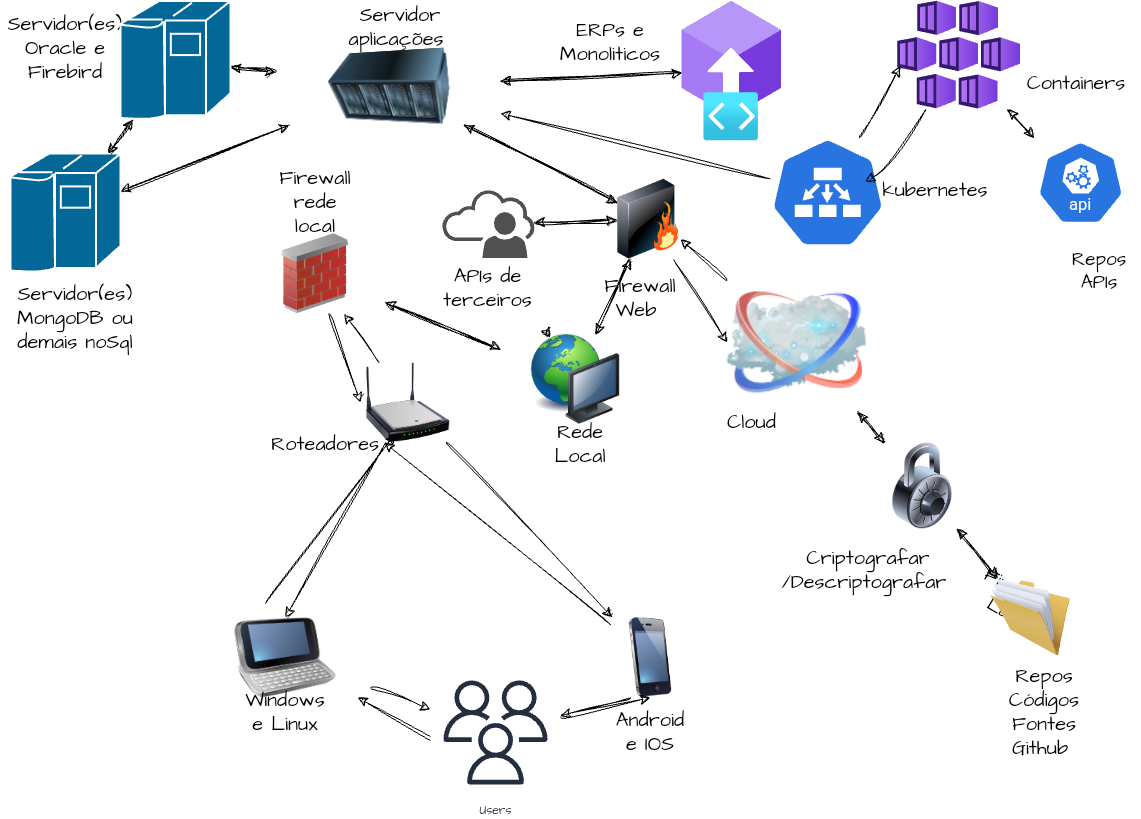 Servidor(es)
Oracle e
Firebird
Servidor
aplicações
ERPs e
Monoliticos
Containers
Firewall
rede
local
Kubernetes
api
Repos
APIs
Servidor(es)
MongoDB ou
demais noSql
APIs de
terceiros
Firewall
Web
Roteadores
Rede
Local
Cloud
Criptografar
/Descriptografar
Repos
Códigos
Fontes
Github
Windows
e Linux
Android
e IOS
Users